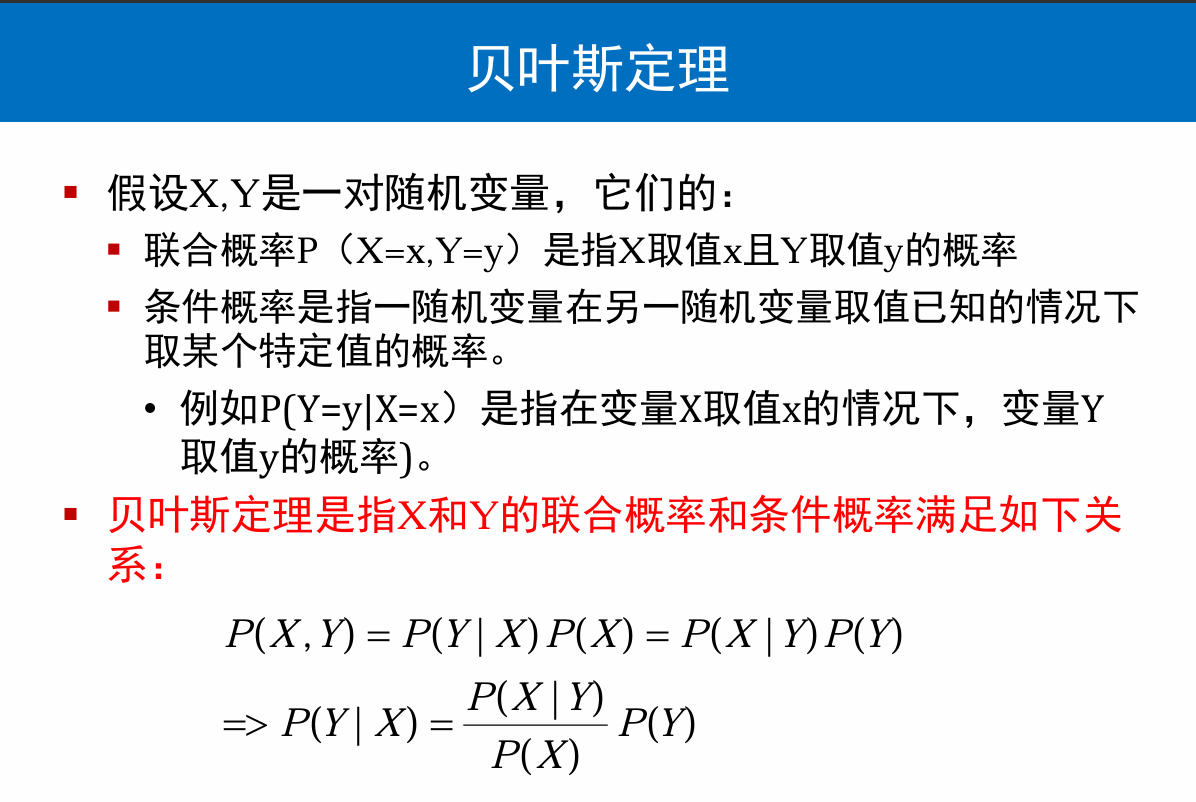 贝叶斯定理
▪ 假设X,Y是一对随机变量，它们的：
▪ 联合概率P（X=x,Y=y）是指X取值x且Y取值y的概率
▪ 条件概率是指一随机变量在另一随机变量取值已知的情况下
取某个特定值的概率。
• 例如P(Y=y|X=x）是指在变量X取值x的情况下，变量Y
取值y的概率)。
▪ 贝叶斯定理是指X和Y的联合概率和条件概率满足如下关
系：
P(X,Y) = P(Y|X)P(X) = P(X|Y)P(Y)
=> P(Y|X) = \frac{P(X|Y)}{P(X)} P(Y)